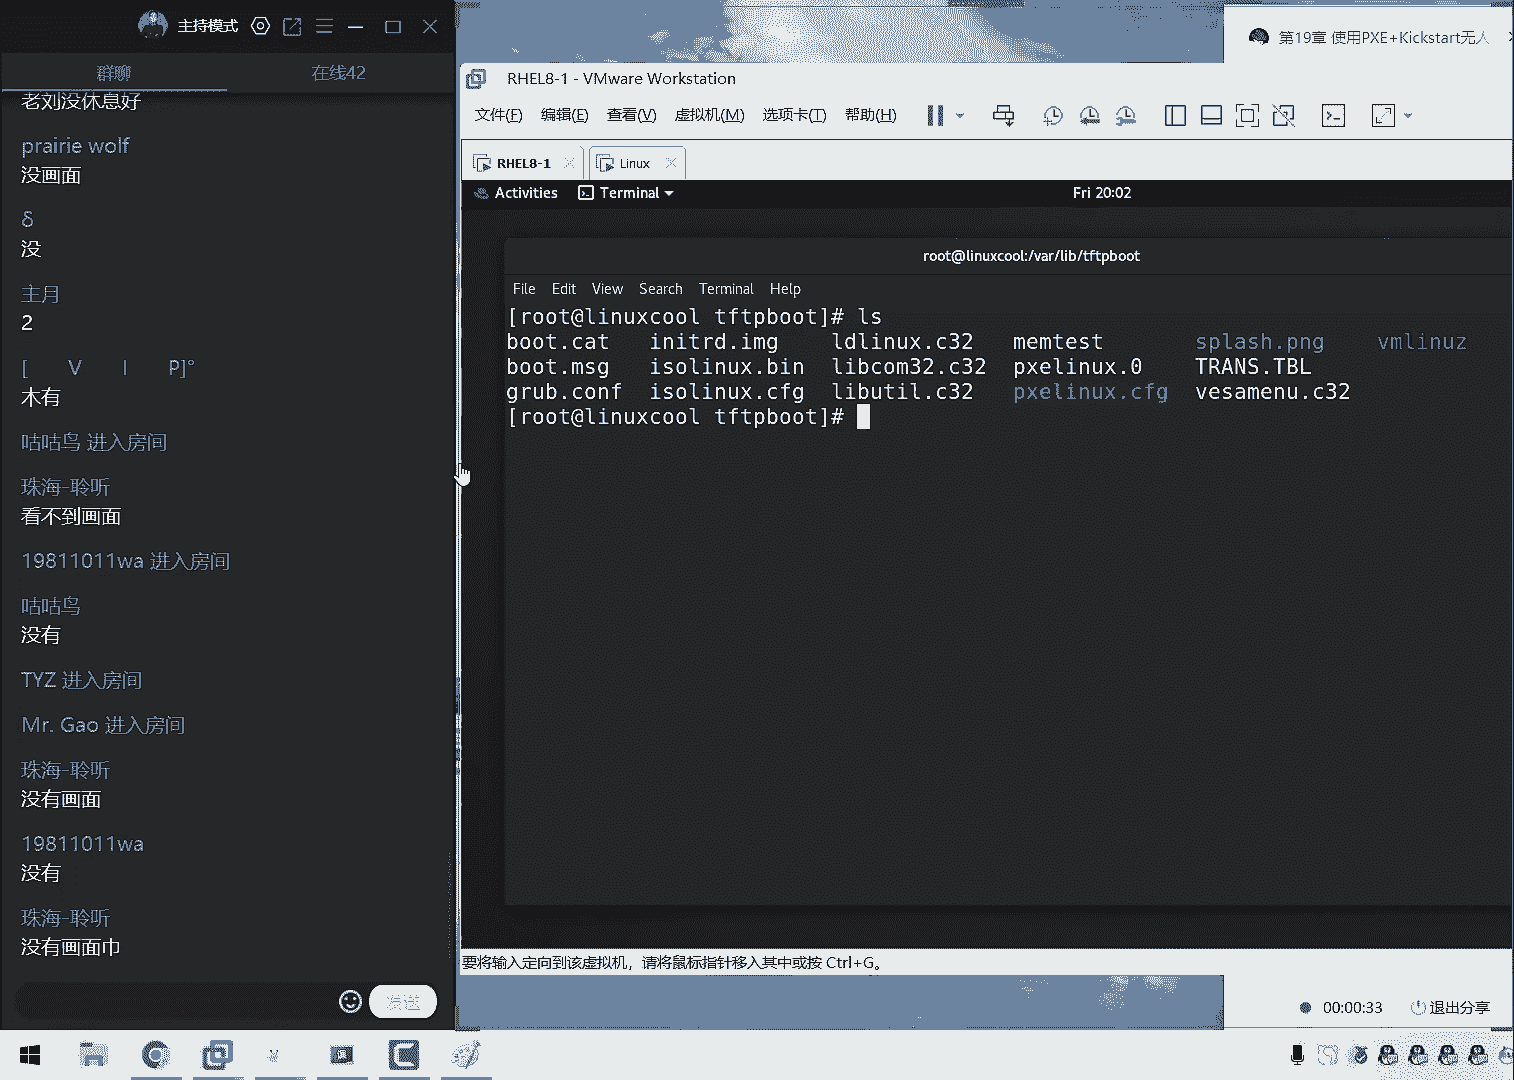 主持模式
群聊
在线42
老刘没休息好
prairie wolf
没画面
δ
没
主月
2
[ V I P]°
木有
咕咕鸟 进入房间
珠海-聆听
看不到画面
19811011wa 进入房间
咕咕鸟
没有
TYZ 进入房间
Mr. Gao 进入房间
珠海-聆听
没有画面
19811011wa
没有
珠海-聆听
没有画面巾
发送
第19章 使用PXE+Kickstart无人
RHEL8-1 - VMware Workstation
文件(F) 编辑(E) 查看(V) 虚拟机(M) 选项卡(T) 帮助(H)
RHEL8-1 Linux
Activities Terminal Fri 20:02
root@linuxcool:/var/lib/tftpboot
File Edit View Search Terminal Help
[root@linuxcool tftpboot]# ls
boot.cat initrd.img ldlinux.c32 memtest splash.png vmlinuz
boot.msg isolinux.bin libcom32.c32 pxelinux.0 TRANS.TBL
grub.conf isolinux.cfg libutil.c32 pxelinux.cfg vesamenu.c32
[root@linuxcool tftpboot]#
要将输入定向到该虚拟机，请将鼠标指针移入其中或按 Ctrl+G。
00:00:33 退出分享